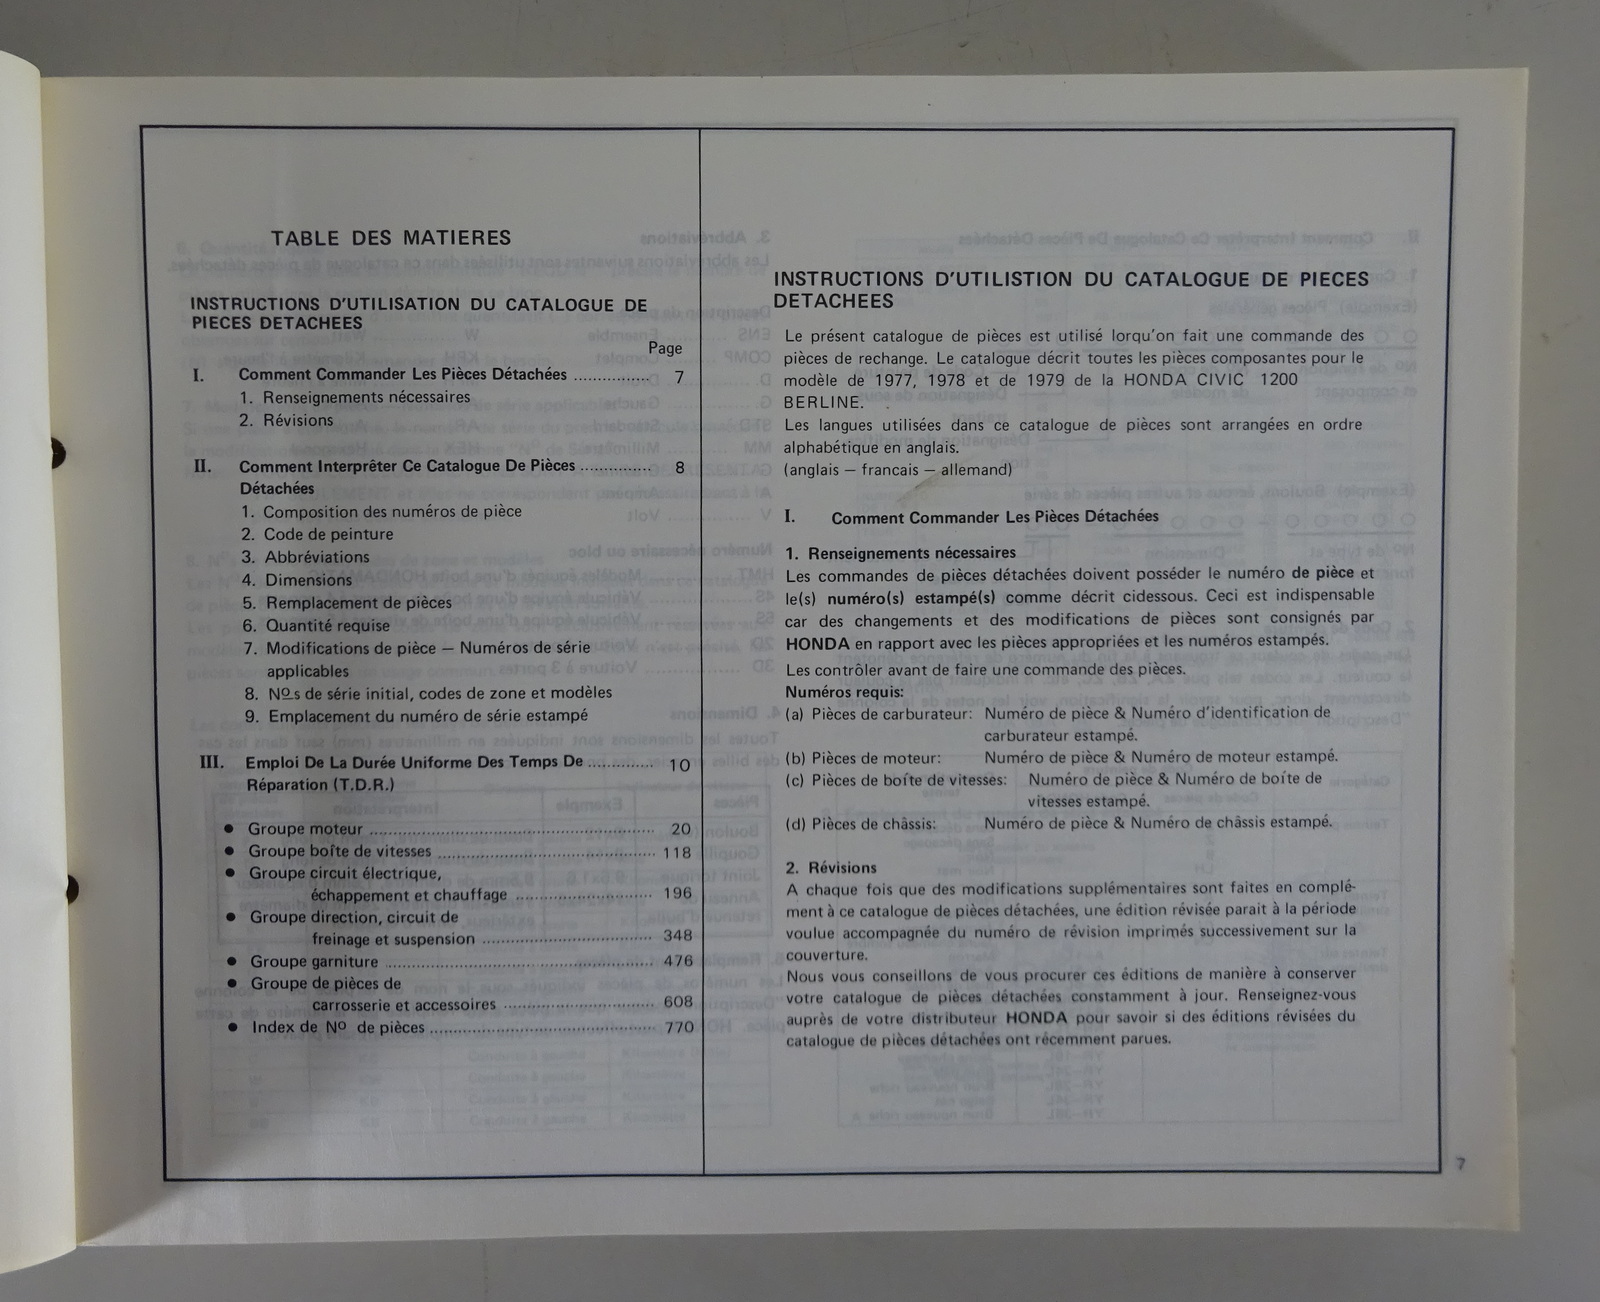 TABLE DES MATIERES
INSTRUCTIONS D'UTILISATION DU CATALOGUE DE
PIECES DETACHEES
Page
I. Comment Commander Les Pièces Détachées ................ 7
1. Renseignements nécessaires
2. Révisions
II. Comment Interprêter Ce Catalogue De Pièces ............... 8
Détachées
1. Composition des numéros de pièce
2. Code de peinture
3. Abbréviations
4. Dimensions
5. Remplacement de pièces
6. Quantité requise
7. Modifications de pièce — Numéros de série
applicables
8. Nos de série initial, codes de zone et modèles
9. Emplacement du numéro de série estampé
III. Emploi De La Durée Uniforme Des Temps De .............. 10
Réparation (T.D.R.)
● Groupe moteur ............................................................ 20
● Groupe boîte de vitesses .............................................. 118
● Groupe circuit électrique,
échappement et chauffage ............................. 196
● Groupe direction, circuit de
freinage et suspension .................................... 348
● Groupe garniture ......................................................... 476
● Groupe de pièces de
carrosserie et accessoires ................................ 608
● Index de Nº de pièces ................................................ 770
INSTRUCTIONS D'UTILISTION DU CATALOGUE DE PIECES
DETACHEES
Le présent catalogue de pièces est utilisé lorqu'on fait une commande des
pièces de rechange. Le catalogue décrit toutes les pièces composantes pour le
modèle de 1977, 1978 et de 1979 de la HONDA CIVIC 1200
BERLINE.
Les langues utilisées dans ce catalogue de pièces sont arrangées en ordre
alphabétique en anglais.
(anglais — francais — allemand)
I. Comment Commander Les Pièces Détachées
1. Renseignements nécessaires
Les commandes de pièces détachées doivent posséder le numéro de pièce et
le(s) numéro(s) estampé(s) comme décrit cidessous. Ceci est indispensable
car des changements et des modifications de pièces sont consignés par
HONDA en rapport avec les pièces appropriées et les numéros estampés.
Les contrôler avant de faire une commande des pièces.
Numéros requis:
(a) Pièces de carburateur: Numéro de pièce & Numéro d'identification de
carburateur estampé.
(b) Pièces de moteur: Numéro de pièce & Numéro de moteur estampé.
(c) Pièces de boîte de vitesses: Numéro de pièce & Numéro de boîte de
vitesses estampé.
(d) Pièces de châssis: Numéro de pièce & Numéro de châssis estampé.
2. Révisions
A chaque fois que des modifications supplémentaires sont faites en complé-
ment à ce catalogue de pièces détachées, une édition révisée parait à la période
voulue accompagnée du numéro de révision imprimés successivement sur la
couverture.
Nous vous conseillons de vous procurer ces éditions de manière à conserver
votre catalogue de pièces détachées constamment à jour. Renseignez-vous
auprès de votre distributeur HONDA pour savoir si des éditions révisées du
catalogue de pièces détachées ont récemment parues.
7